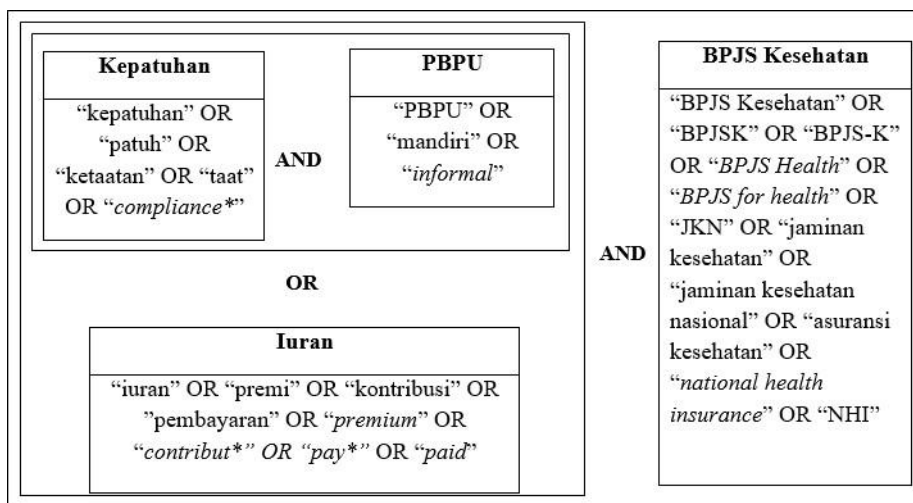 Kepatuhan
“kepatuhan” OR
“patuh” OR
“ketaatan” OR “taat”
OR “compliance*”
AND
PBPU
“PBPU” OR
“mandiri” OR
“informal”
OR
Iuran
“iuran” OR “premi” OR “kontribusi” OR
”pembayaran” OR “premium” OR
“contribut*” OR “pay*” OR “paid”
AND
BPJS Kesehatan
“BPJS Kesehatan” OR
“BPJSK” OR “BPJS-K”
OR “BPJS Health” OR
“BPJS for health” OR
“JKN” OR “jaminan
kesehatan” OR
“jaminan kesehatan
nasional” OR “asuransi
kesehatan” OR
“national health
insurance” OR “NHI”